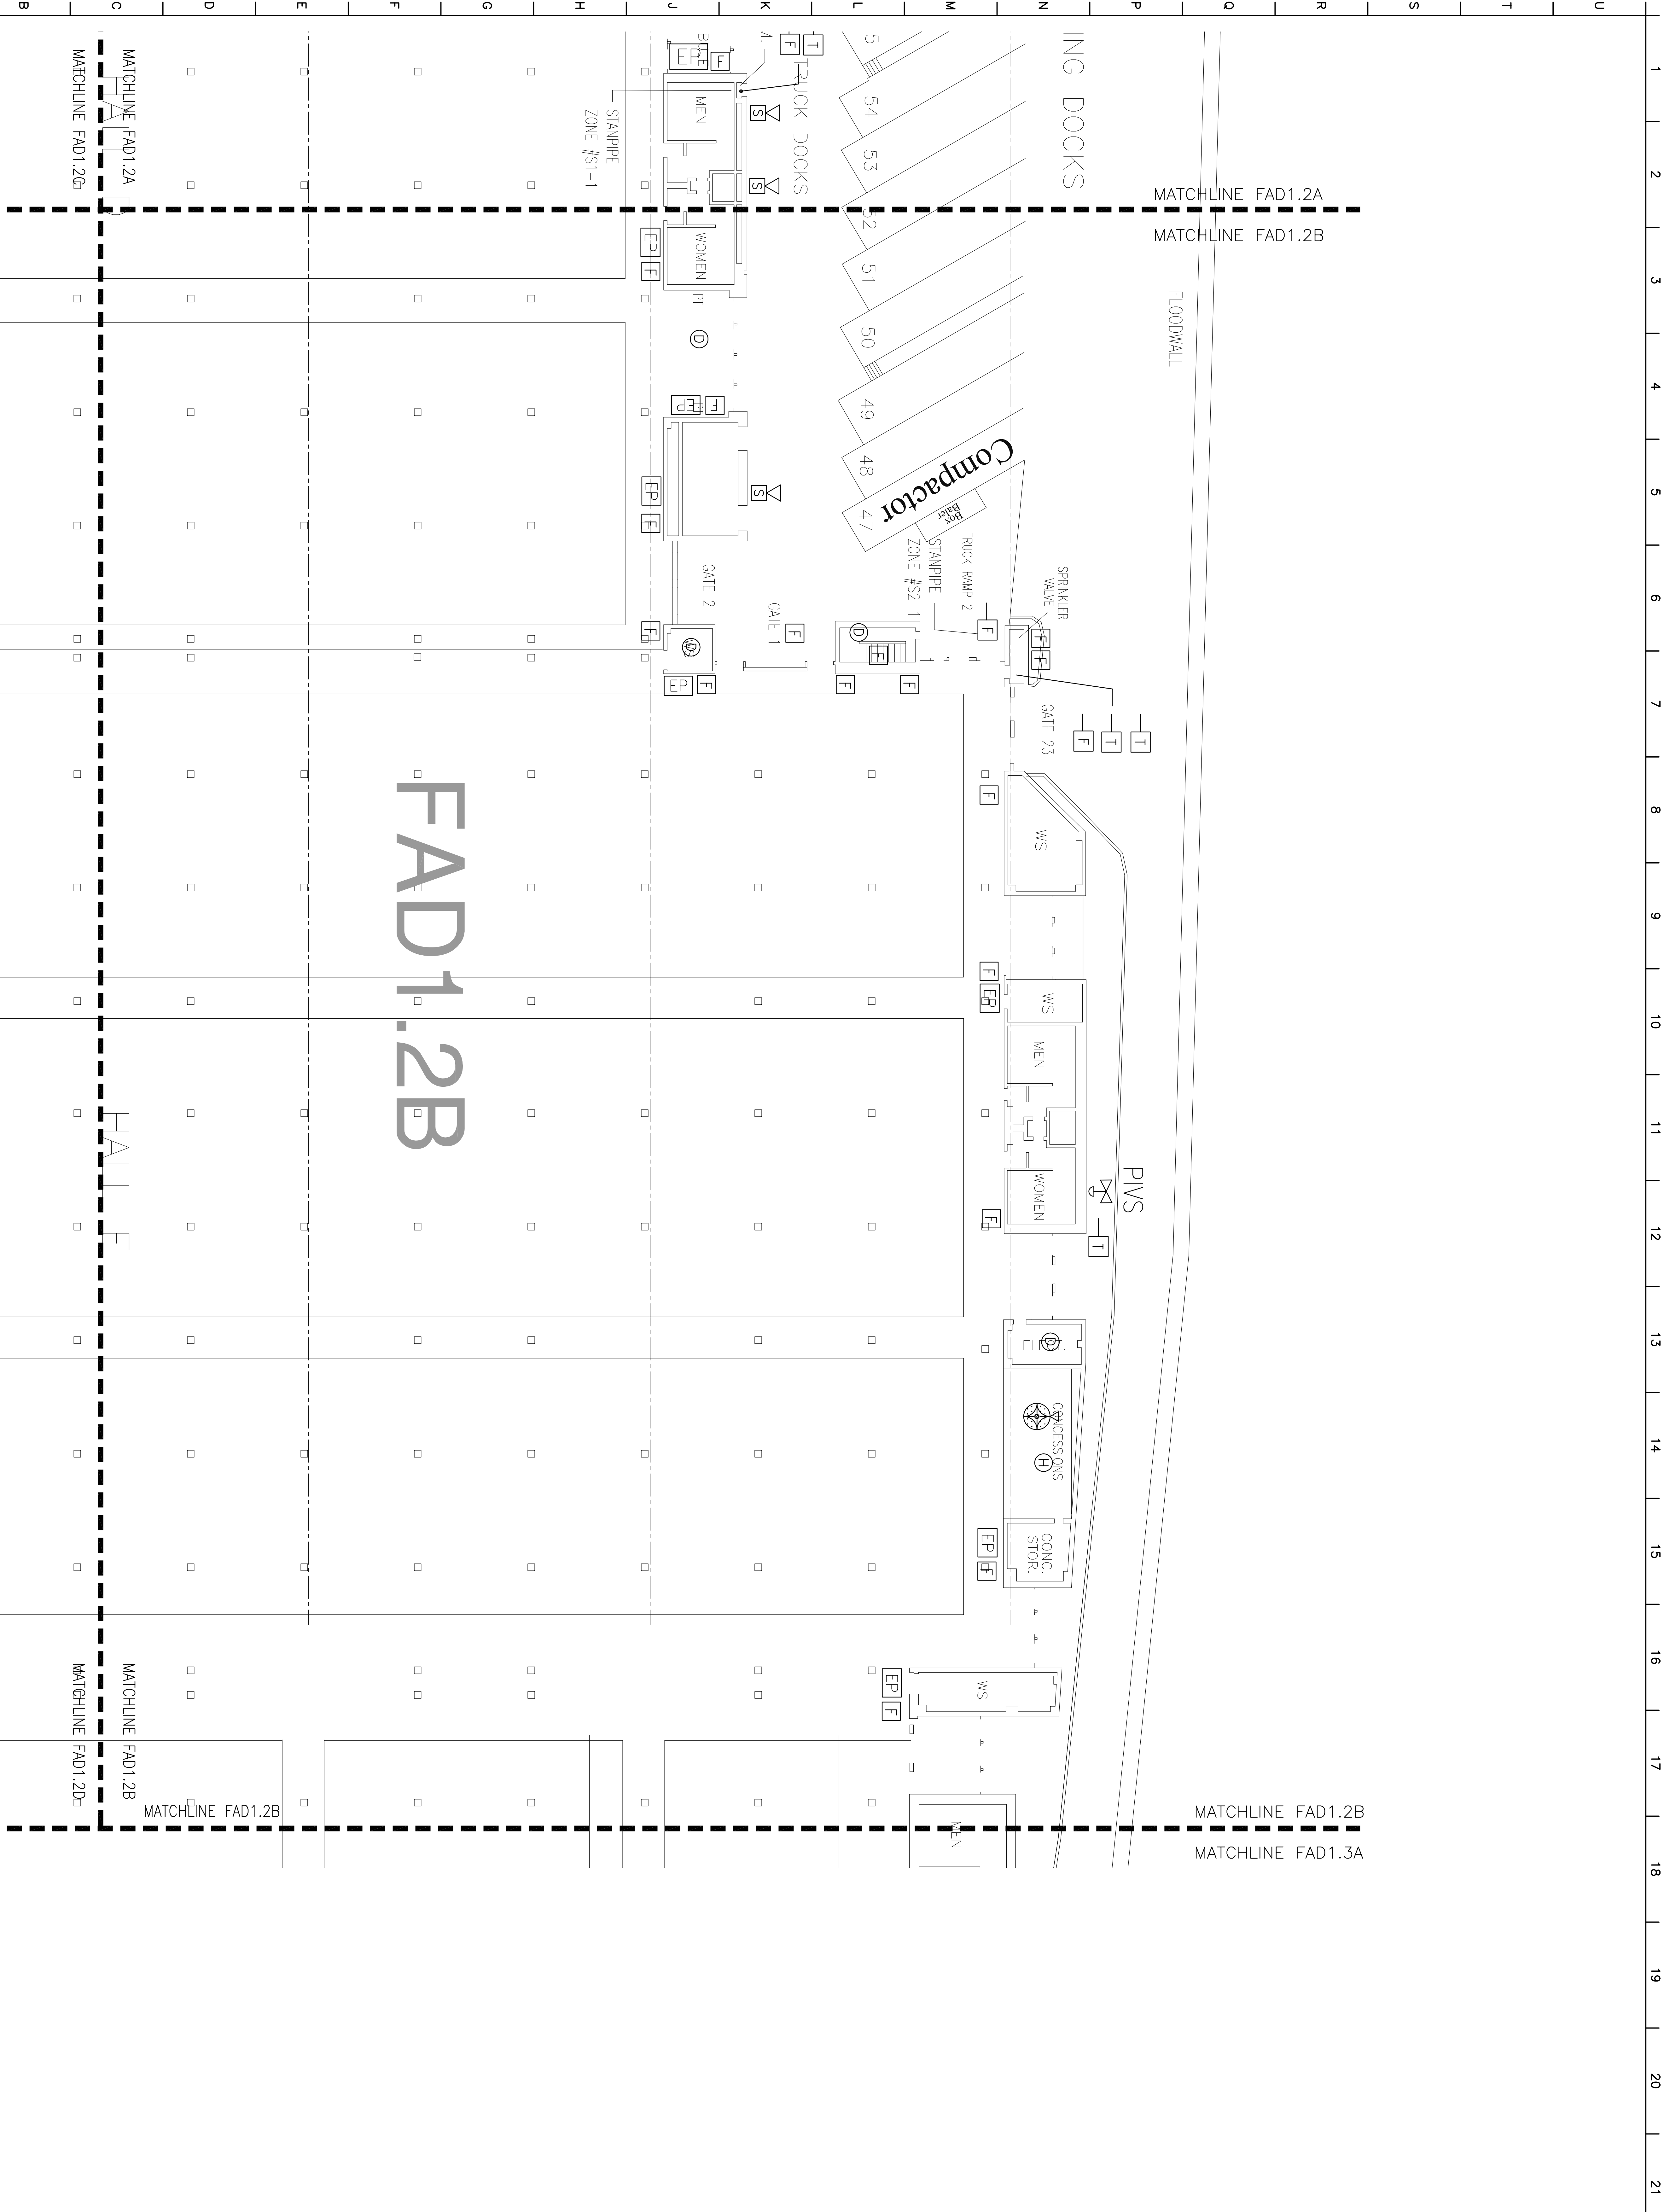 B
C
D
E
F
G
H
J
K
L
M
N
P
Q
R
S
T
U
1
2
3
4
5
6
7
8
9
10
11
12
13
14
15
16
17
18
19
20
21
MATCHLINE FAD1.2A
MATCHLINE FAD1.2C
EP
F
F
T
TRUCK DOCKS
ING DOCKS
MEN
STANPIPE
ZONE #S1-1
S
S
5
54
53
52
51
50
49
48
47
MATCHLINE FAD1.2A
MATCHLINE FAD1.2B
FLOODWALL
WOMEN
EP
F
PT
D
EP
F
S
EP
F
Compactor
Box
Baler
GATE 2
GATE 1
F
F
D
EP
F
D
F
F
F
TRUCK RAMP 2
STANPIPE
ZONE #S2-1
F
SPRINKLER
VALVE
F
F
GATE 23
F
T
T
FAD1.2B
F
WS
F
EP
WS
MEN
WOMEN
F
PIVS
T
HALL F
ELECT.
D
CONCESSIONS
H
CONC.
STOR.
EP
F
EP
F
WS
MEN
MATCHLINE FAD1.2B
MATCHLINE FAD1.2D
MATCHLINE FAD1.2B
MATCHLINE FAD1.2B
MATCHLINE FAD1.3A